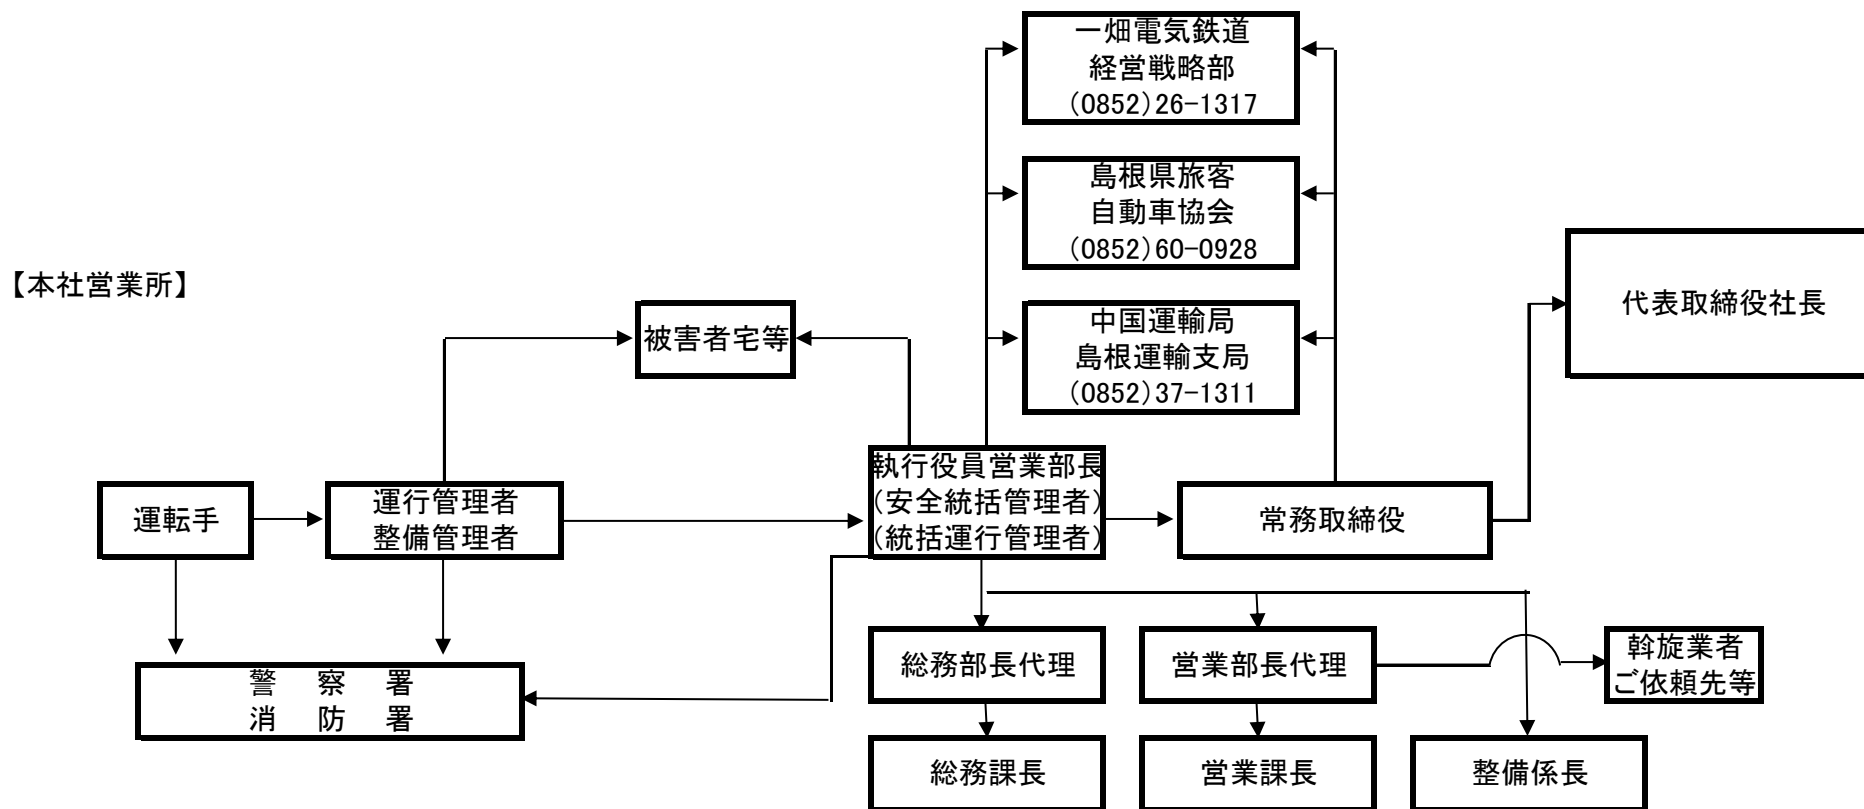 一畑電気鉄道
経営戦略部
(0852)26-1317
島根県旅客
自動車協会
(0852)60-0928
【本社営業所】
代表取締役社長
被害者宅等
中国運輸局
島根運輸支局
(0852)37-1311
運転手
運行管理者
整備管理者
執行役員営業部長
(安全統括管理者)
(統括運行管理者)
常務取締役
警 察 署
消 防 署
総務部長代理
営業部長代理
斡旋業者
ご依頼先等
総務課長
営業課長
整備係長